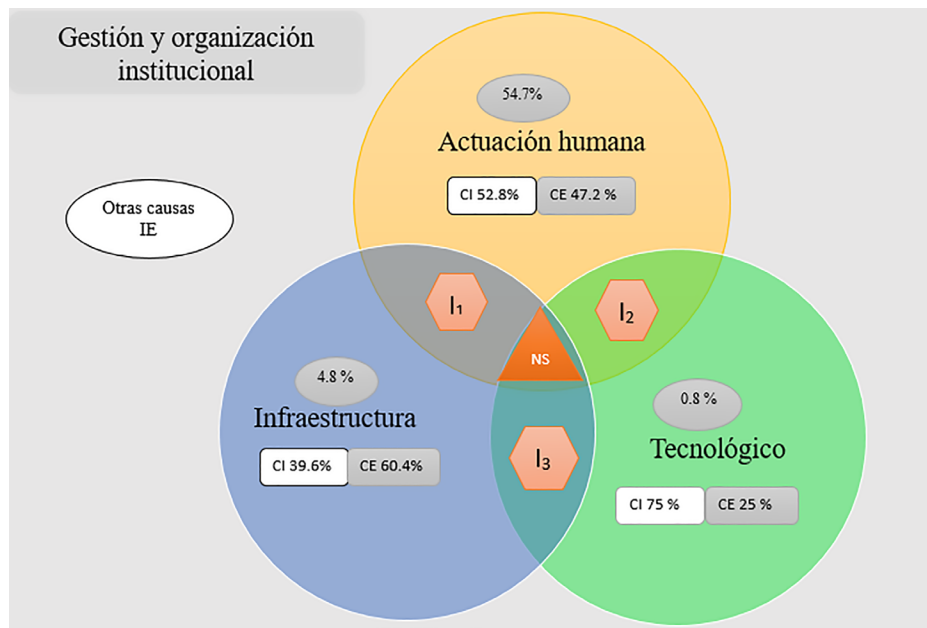 Gestión y organización
institucional
54.7%
Actuación humana
CI 52.8%
CE 47.2 %
Otras causas
IE
I₁
I₂
NS
4.8 %
Infraestructura
CI 39.6%
CE 60.4%
0.8 %
Tecnológico
I₃
CI 75 %
CE 25 %